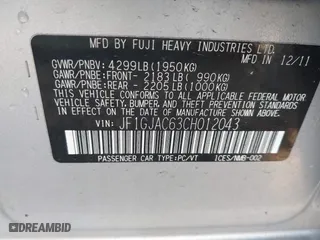 MFD BY FUJI HEAVY INDUSTRIES LTD.
GVWR/PNBV: 4299LB(1950KG) 12/11
GAWR/PNBE:FRONT- 2183LB( 990KG)
GAWR/PNBE:REAR - 2205LB(1000KG)
THIS VEHICLE CONFORMS TO ALL APPLICABLE
FEDERAL MOTOR VEHICLE SAFETY, BUMPER, AND
THEFT PREVENTION STANDARDS IN EFFECT ON THE
DATE OF MANUFACTURE SHOWN ABOVE.
VIN: JF1GJAC63CH012043
PASSENGER CAR TYPE:PC/VT ICES/NMB-002